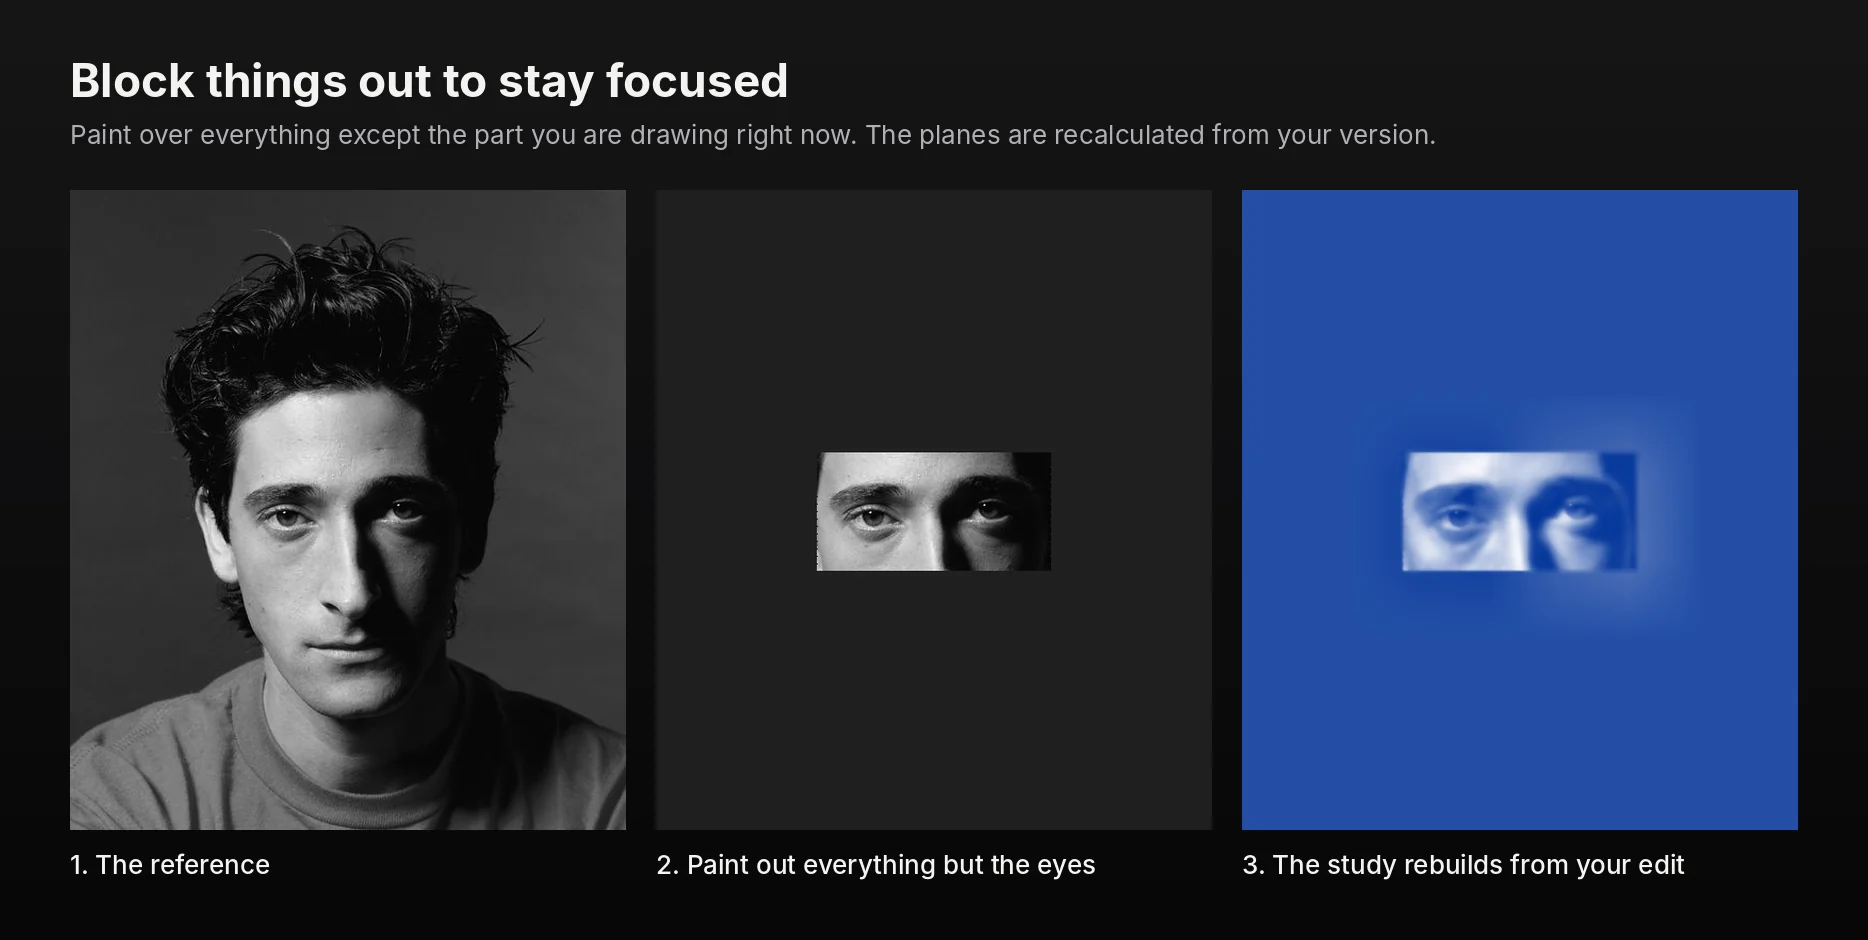 Block things out to stay focused
Paint over everything except the part you are drawing right now. The planes are recalculated from your version.
1. The reference
2. Paint out everything but the eyes
3. The study rebuilds from your edit